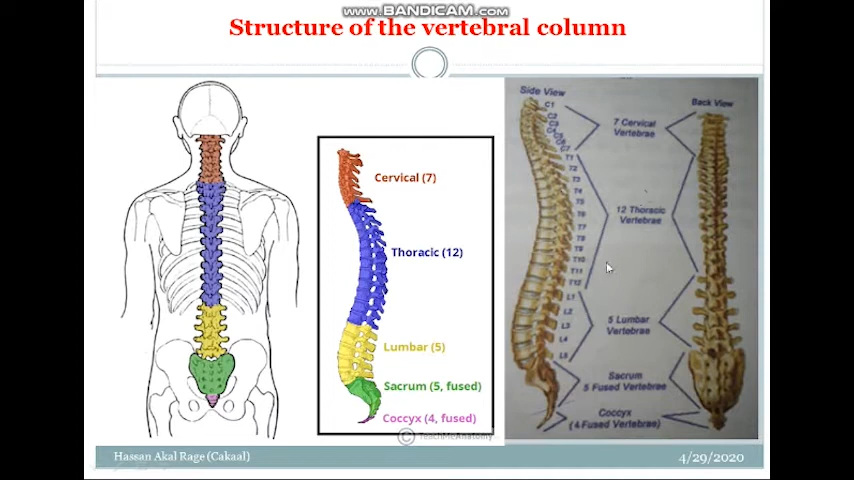 www.BANDICAM.com
Structure of the vertebral column
Cervical (7)
Thoracic (12)
Lumbar (5)
Sacrum (5, fused)
Coccyx (4, fused)
© TeachMeAnatomy
Side View
Back View
C1
C2
C3
C4
C5
C6
C7
T1
T2
T3
T4
T5
T6
T7
T8
T9
T10
T11
T12
L1
L2
L3
L4
L5
7 Cervical
Vertebrae
12 Thoracic
Vertebrae
5 Lumbar
Vertebrae
Sacrum
5 Fused Vertebrae
Coccyx
(4 Fused Vertebrae)
Hassan Akal Rage (Cakaal)
4/29/2020